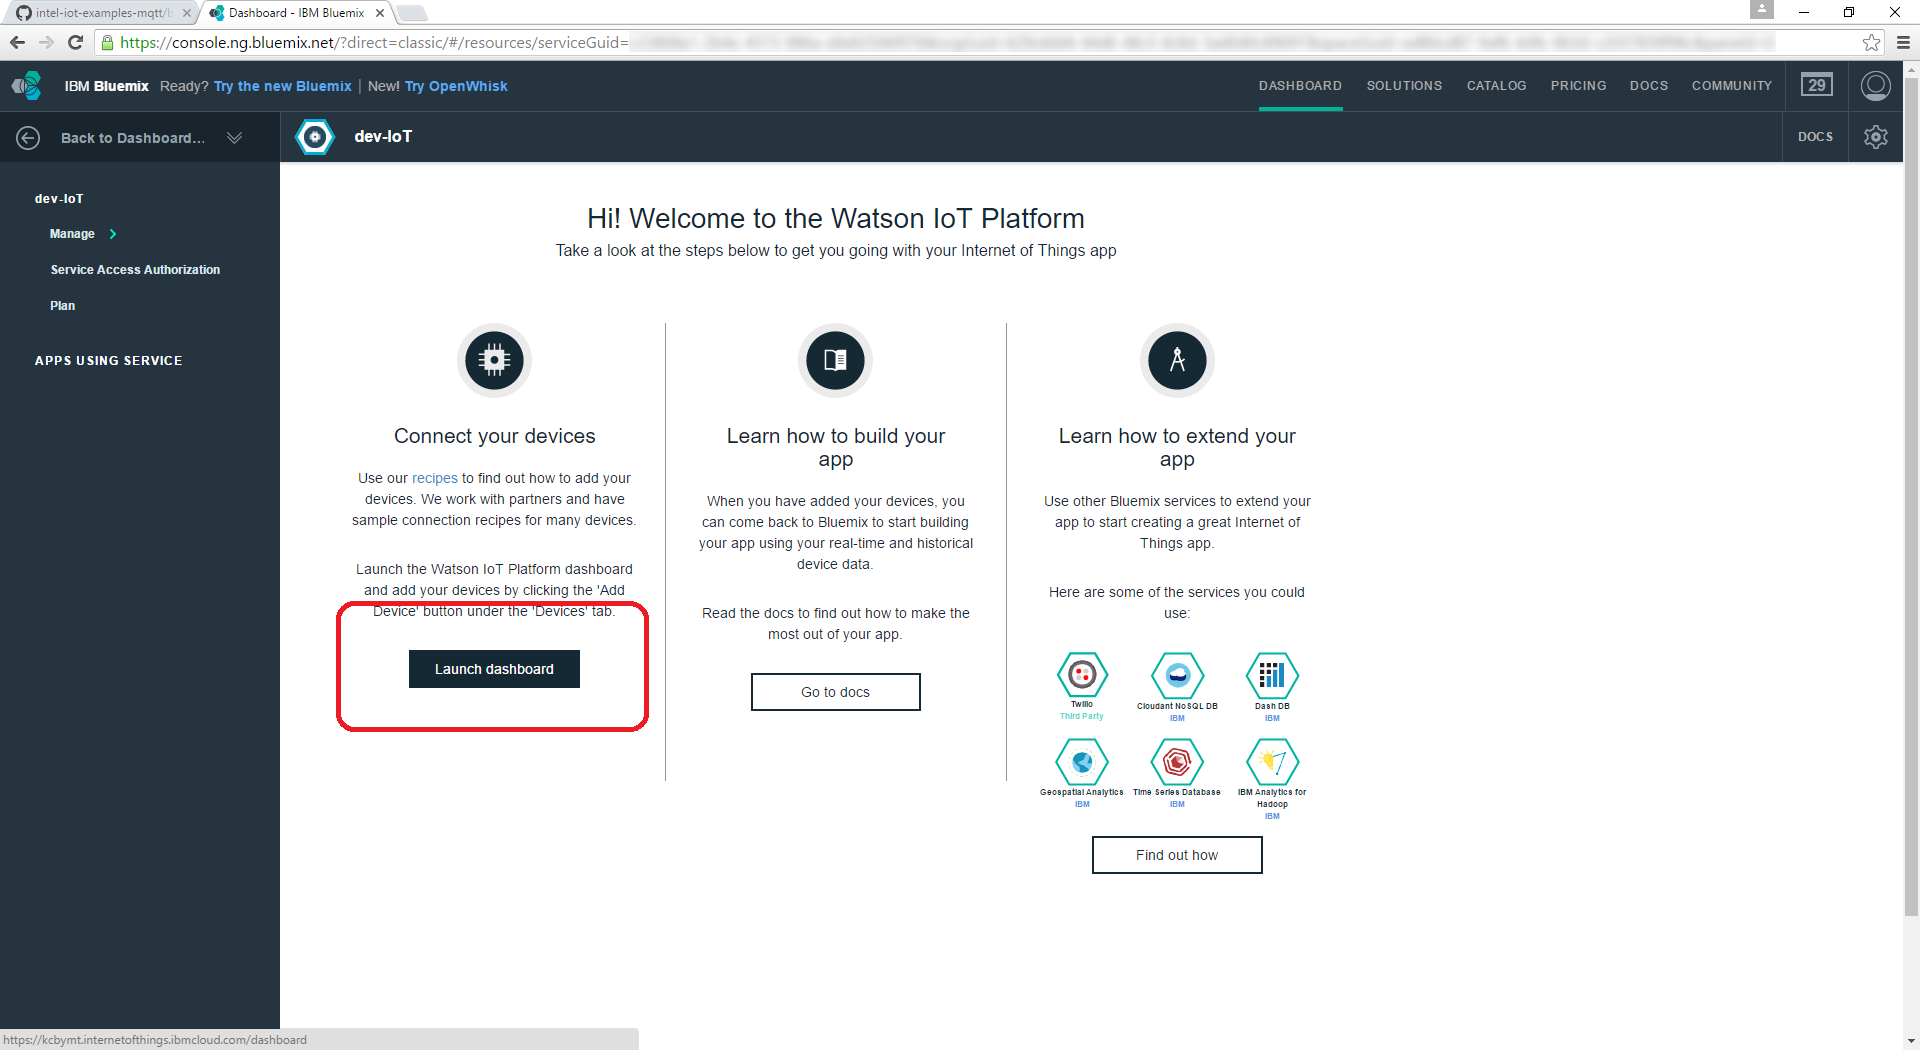 intel-iot-examples-mqtt/b
Dashboard - IBM Bluemix
https://console.ng.bluemix.net/?direct=classic/#/resources/serviceGuid=
IBM Bluemix Ready? Try the new Bluemix | New! Try OpenWhisk
DASHBOARD SOLUTIONS CATALOG PRICING DOCS COMMUNITY 29
Back to Dashboard...
dev-IoT
DOCS
dev-IoT
Manage
Service Access Authorization
Plan
APPS USING SERVICE
Hi! Welcome to the Watson IoT Platform
Take a look at the steps below to get you going with your Internet of Things app
Connect your devices
Use our recipes to find out how to add your
devices. We work with partners and have
sample connection recipes for many devices.
Launch the Watson IoT Platform dashboard
and add your devices by clicking the 'Add
Device' button under the 'Devices' tab.
Launch dashboard
Learn how to build your
app
When you have added your devices, you
can come back to Bluemix to start building
your app using your real-time and historical
device data.
Read the docs to find out how to make the
most out of your app.
Go to docs
Learn how to extend your
app
Use other Bluemix services to extend your
app to start creating a great Internet of
Things app.
Here are some of the services you could
use:
Twilio
Third Party
Cloudant NoSQL DB
IBM
Dash DB
IBM
Geospatial Analytics
IBM
Time Series Database
IBM
IBM Analytics for
Hadoop
IBM
Find out how
https://kcbymt.internetofthings.ibmcloud.com/dashboard